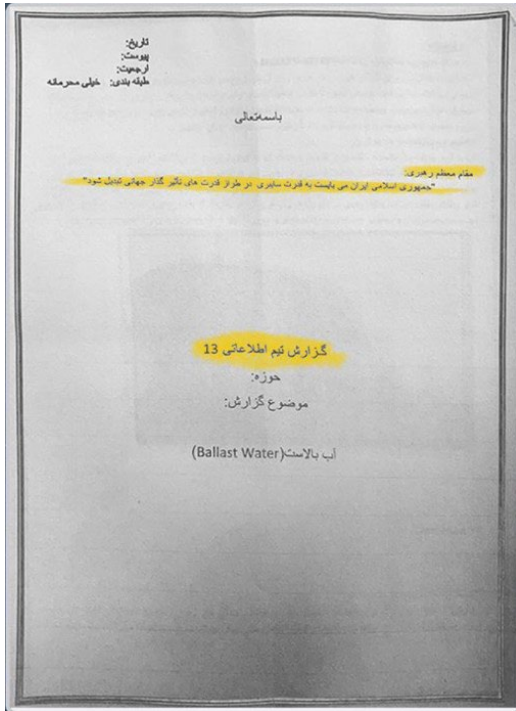 تاریخ:
پیوست:
ارجعیت:
طبقه بندی: خیلی محرمانه
باسمه‌تعالی
مقام معظم رهبری:
"جمهوری اسلامی ایران می بایست به قدرت سایبری در طراز قدرت های تأثیر گذار جهانی تبدیل شود"
گزارش تیم اطلاعاتی 13
حوزه:
موضوع گزارش:
آب بالاست(Ballast Water)